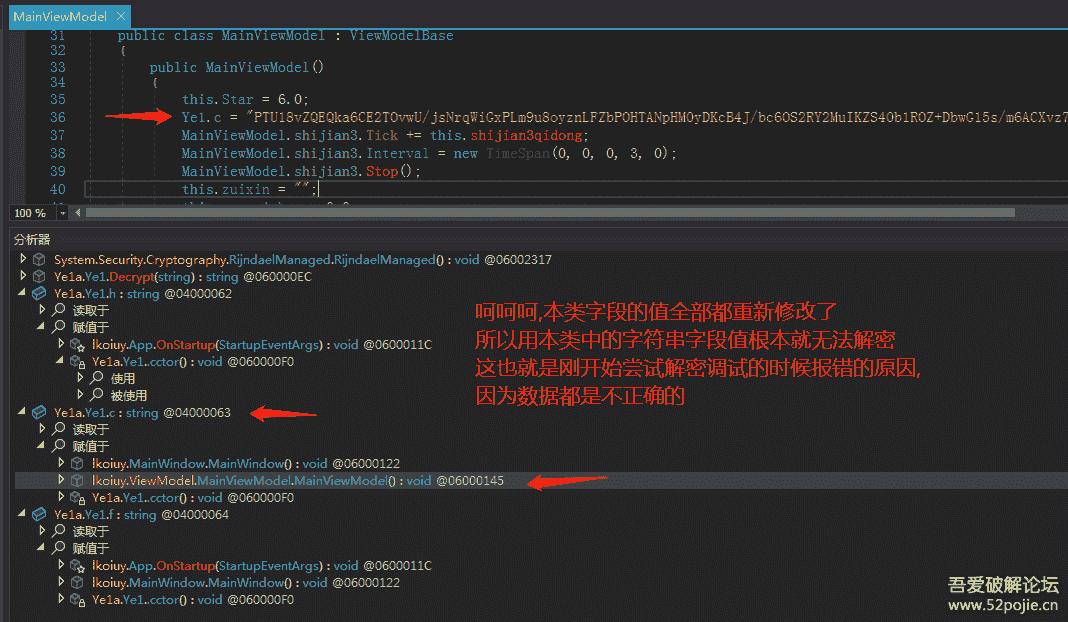 MainViewModel ×
31 public class MainViewModel : ViewModelBase
32 {
33 public MainViewModel()
34 {
35 this.Star = 6.0;
36 Ye1.c = "PTU18vZQEQka6CE2TOvwU/jsNrqWiGxPLm9u8oyznLFZbPOHTANpHM0yDKcB4J/bc6OS2RY2MuIKZS4Ob1ROZ+DbwG15s/m6ACXvz7
37 MainViewModel.shijian3.Tick += this.shijian3qidong;
38 MainViewModel.shijian3.Interval = new TimeSpan(0, 0, 0, 3, 0);
39 MainViewModel.shijian3.Stop();
40 this.zuixin = "";
100 %
分析器
System.Security.Cryptography.RijndaelManaged.RijndaelManaged() : void @06002317
Ye1a.Ye1.Decrypt(string) : string @060000EC
Ye1a.Ye1.h : string @04000062
读取于
赋值于
Ikoiuy.App.OnStartup(StartupEventArgs) : void @0600011C
Ye1a.Ye1..cctor() : void @060000F0
使用
被使用
Ye1a.Ye1.c : string @04000063
读取于
赋值于
Ikoiuy.MainWindow.MainWindow() : void @06000122
Ikoiuy.ViewModel.MainViewModel.MainViewModel() : void @06000145
Ye1a.Ye1..cctor() : void @060000F0
Ye1a.Ye1.f : string @04000064
读取于
赋值于
Ikoiuy.App.OnStartup(StartupEventArgs) : void @0600011C
Ikoiuy.MainWindow.MainWindow() : void @06000122
Ye1a.Ye1..cctor() : void @060000F0
呵呵呵,本类字段的值全部都重新修改了
所以用本类中的字符串字段值根本就无法解密
这也就是刚开始尝试解密调试的时候报错的原因,
因为数据都是不正确的
吾爱破解论坛
www.52pojie.cn